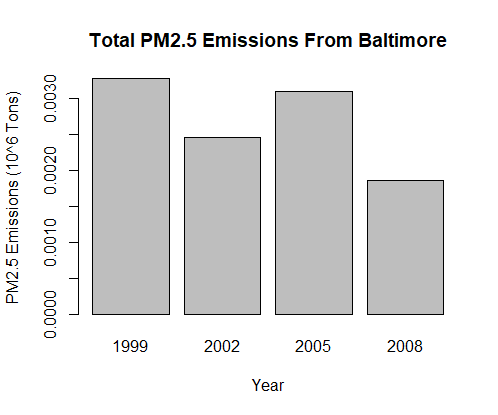 Total PM2.5 Emissions From Baltimore
PM2.5 Emissions (10^6 Tons)
0.0030
0.0020
0.0010
0.0000
1999 2002 2005 2008
Year